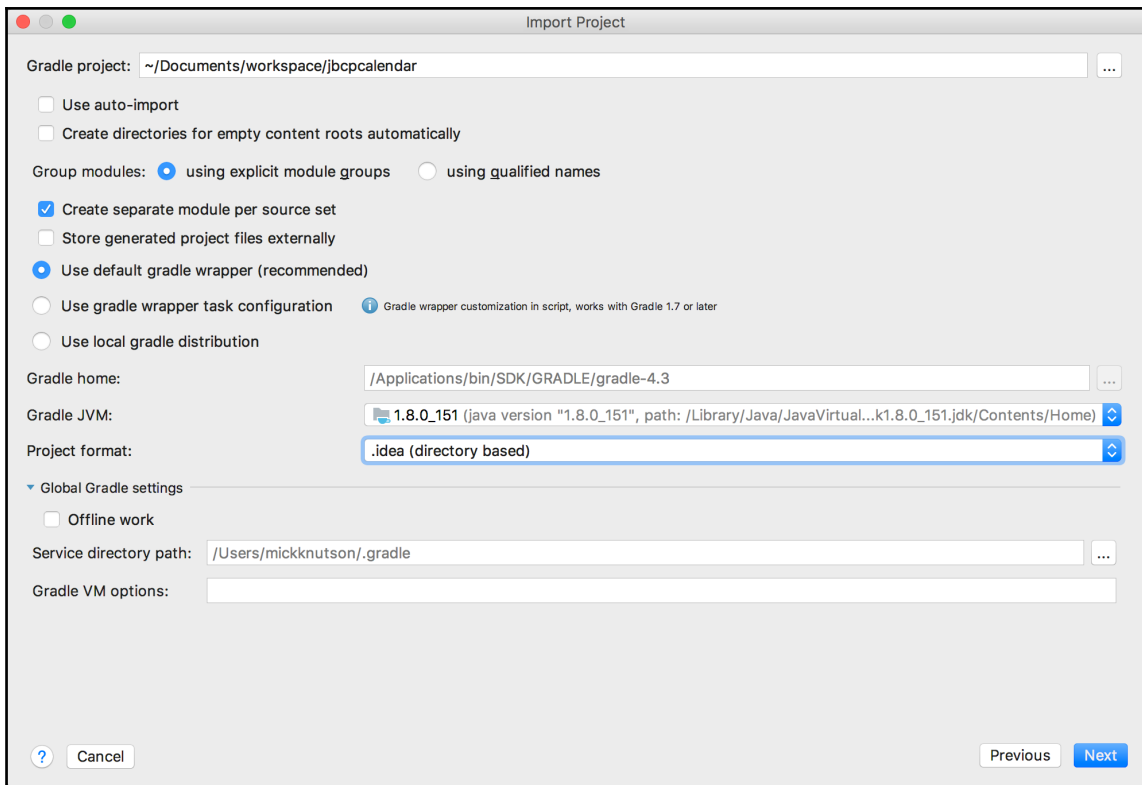 Import Project
Gradle project: ~/Documents/workspace/jbcpcalendar ...
Use auto-import
Create directories for empty content roots automatically
Group modules: using explicit module groups using qualified names
Create separate module per source set
Store generated project files externally
Use default gradle wrapper (recommended)
Use gradle wrapper task configuration Gradle wrapper customization in script, works with Gradle 1.7 or later
Use local gradle distribution
Gradle home: /Applications/bin/SDK/GRADLE/gradle-4.3 ...
Gradle JVM: 1.8.0_151 (java version "1.8.0_151", path: /Library/Java/JavaVirtual...k1.8.0_151.jdk/Contents/Home)
Project format: .idea (directory based)
Global Gradle settings
Offline work
Service directory path: /Users/mickknutson/.gradle ...
Gradle VM options:
? Cancel Previous Next